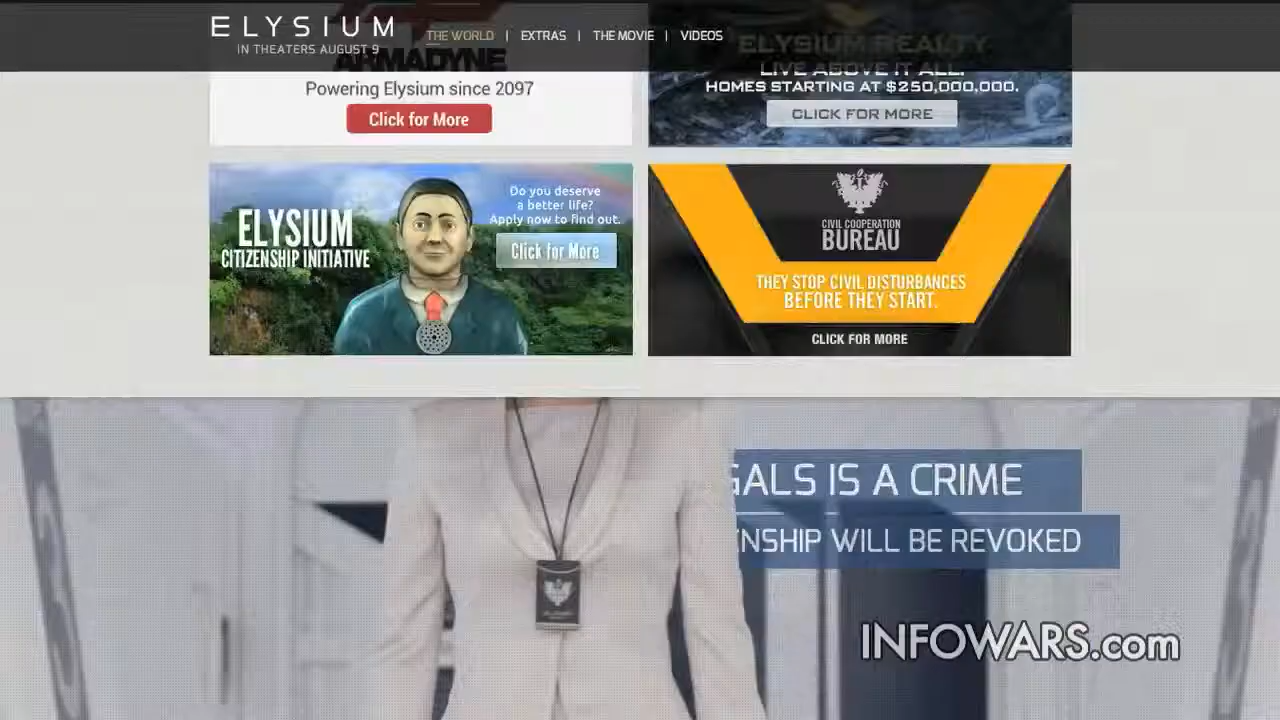 ELYSIUM
IN THEATERS AUGUST 9
THE WORLD | EXTRAS | THE MOVIE | VIDEOS
ARMADYNE
Powering Elysium since 2097
Click for More
ELYSIUM REALTY
LIVE ABOVE IT ALL.
HOMES STARTING AT $250,000,000.
CLICK FOR MORE
ELYSIUM
CITIZENSHIP INITIATIVE
Do you deserve
a better life?
Apply now to find out.
Click for More
CIVIL COOPERATION
BUREAU
THEY STOP CIVIL DISTURBANCES
BEFORE THEY START.
CLICK FOR MORE
GALS IS A CRIME
ENSHIP WILL BE REVOKED
INFOWARS.com